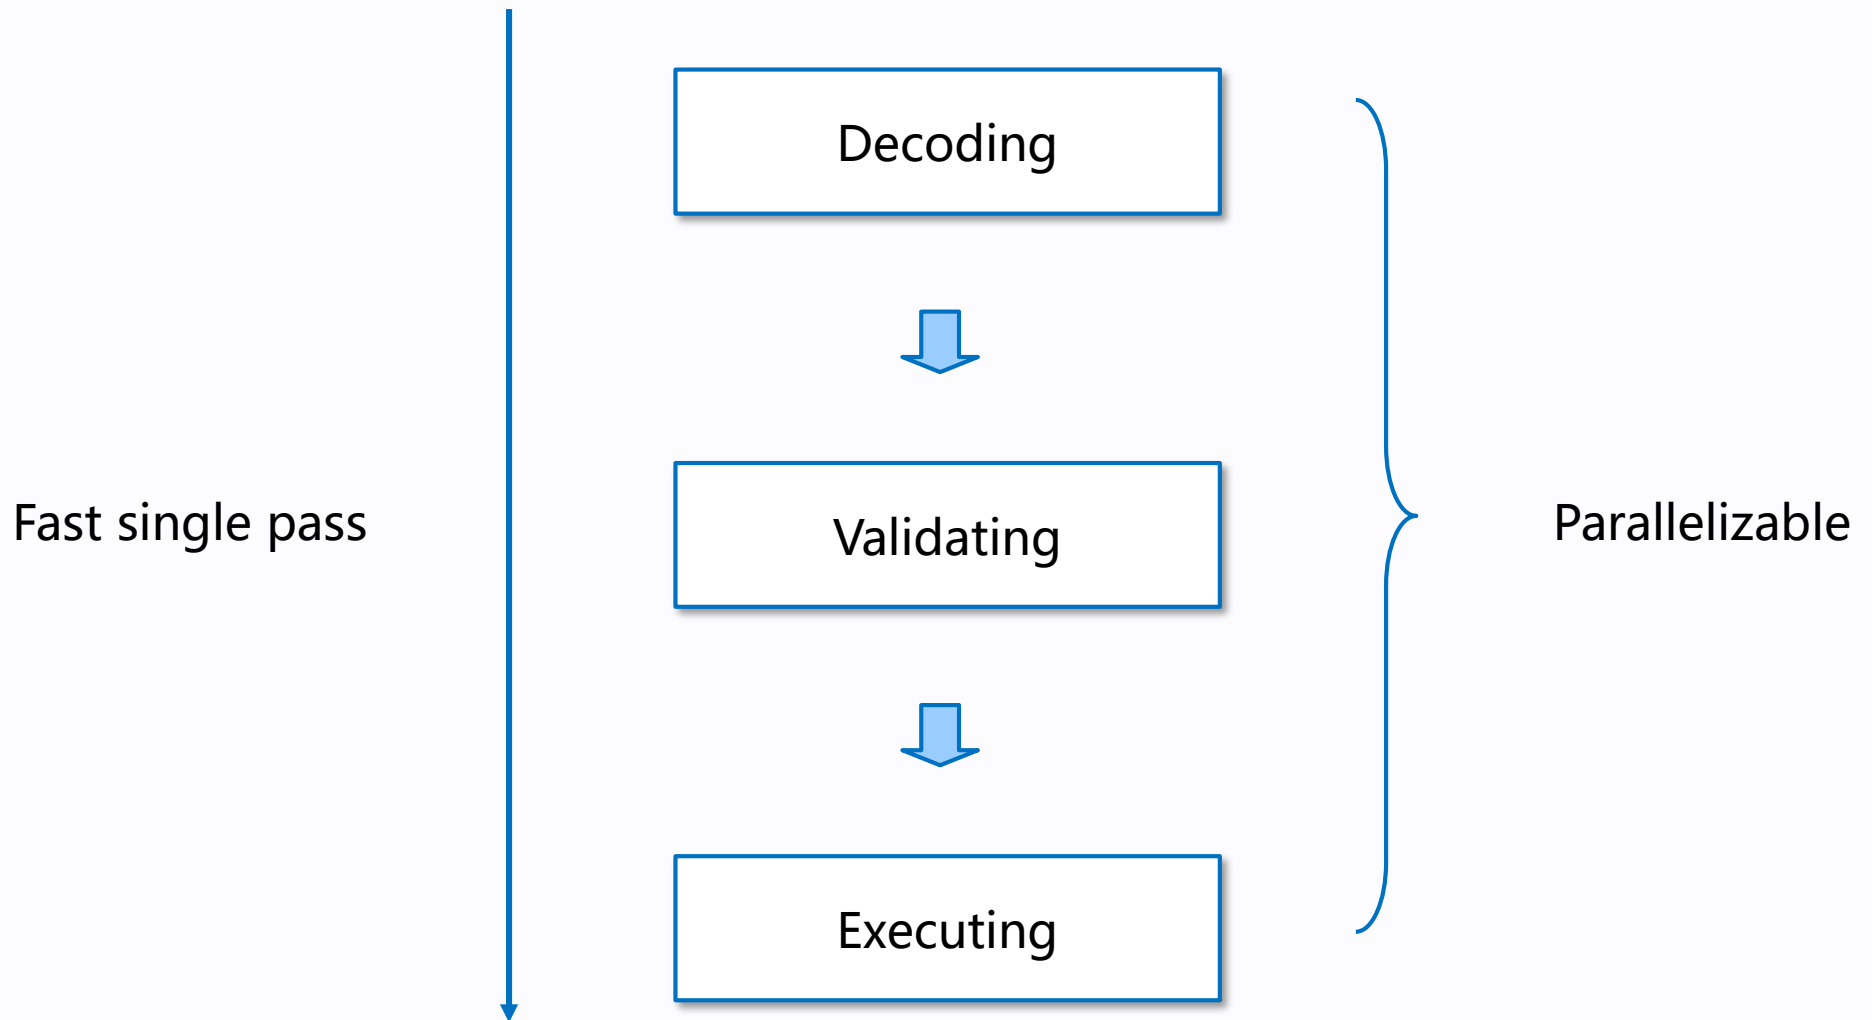 Decoding
Fast single pass
Validating
Parallelizable
Executing